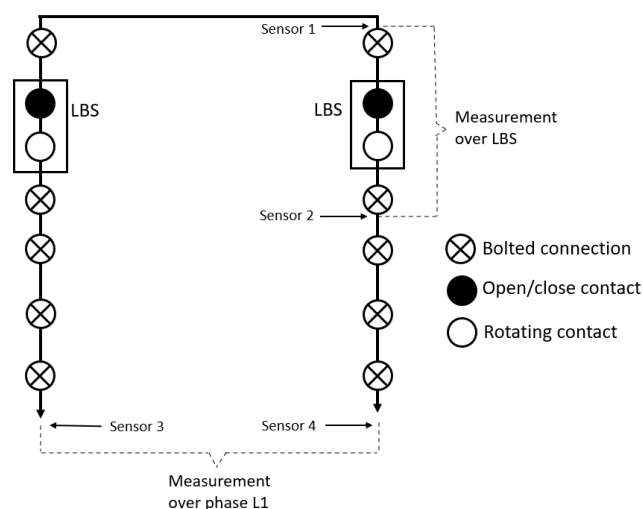 Sensor 1
LBS
LBS
Measurement
over LBS
Sensor 2
Bolted connection
Open/close contact
Rotating contact
Sensor 3
Sensor 4
Measurement
over phase L1